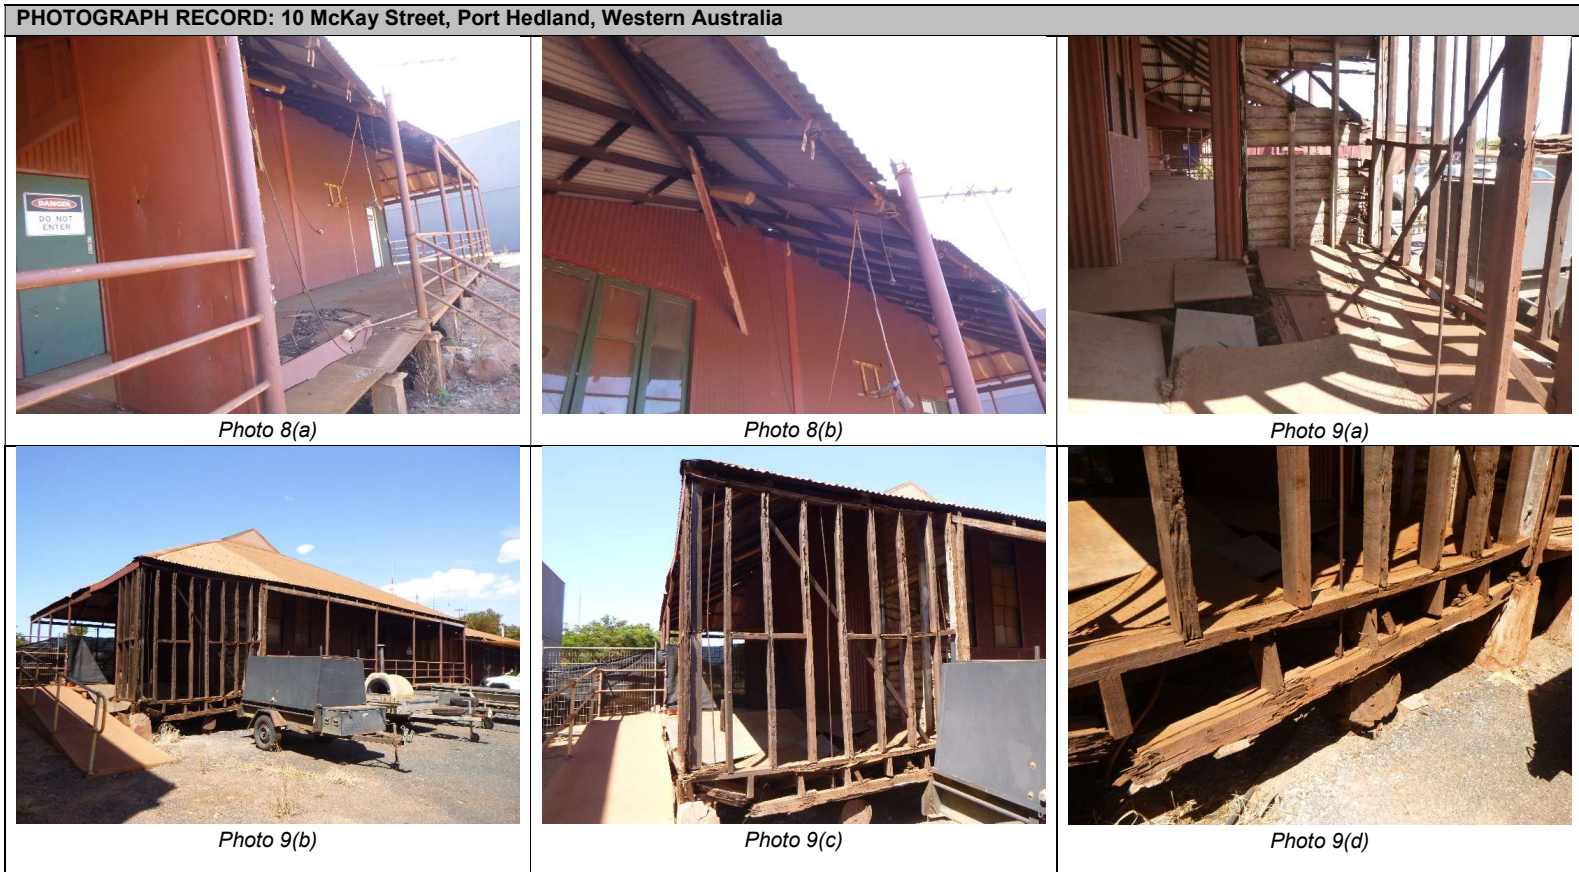 PHOTOGRAPH RECORD: 10 McKay Street, Port Hedland, Western Australia
DANGER
DO NOT
ENTER
Photo 8(a)
Photo 8(b)
Photo 9(a)
Photo 9(b)
Photo 9(c)
Photo 9(d)